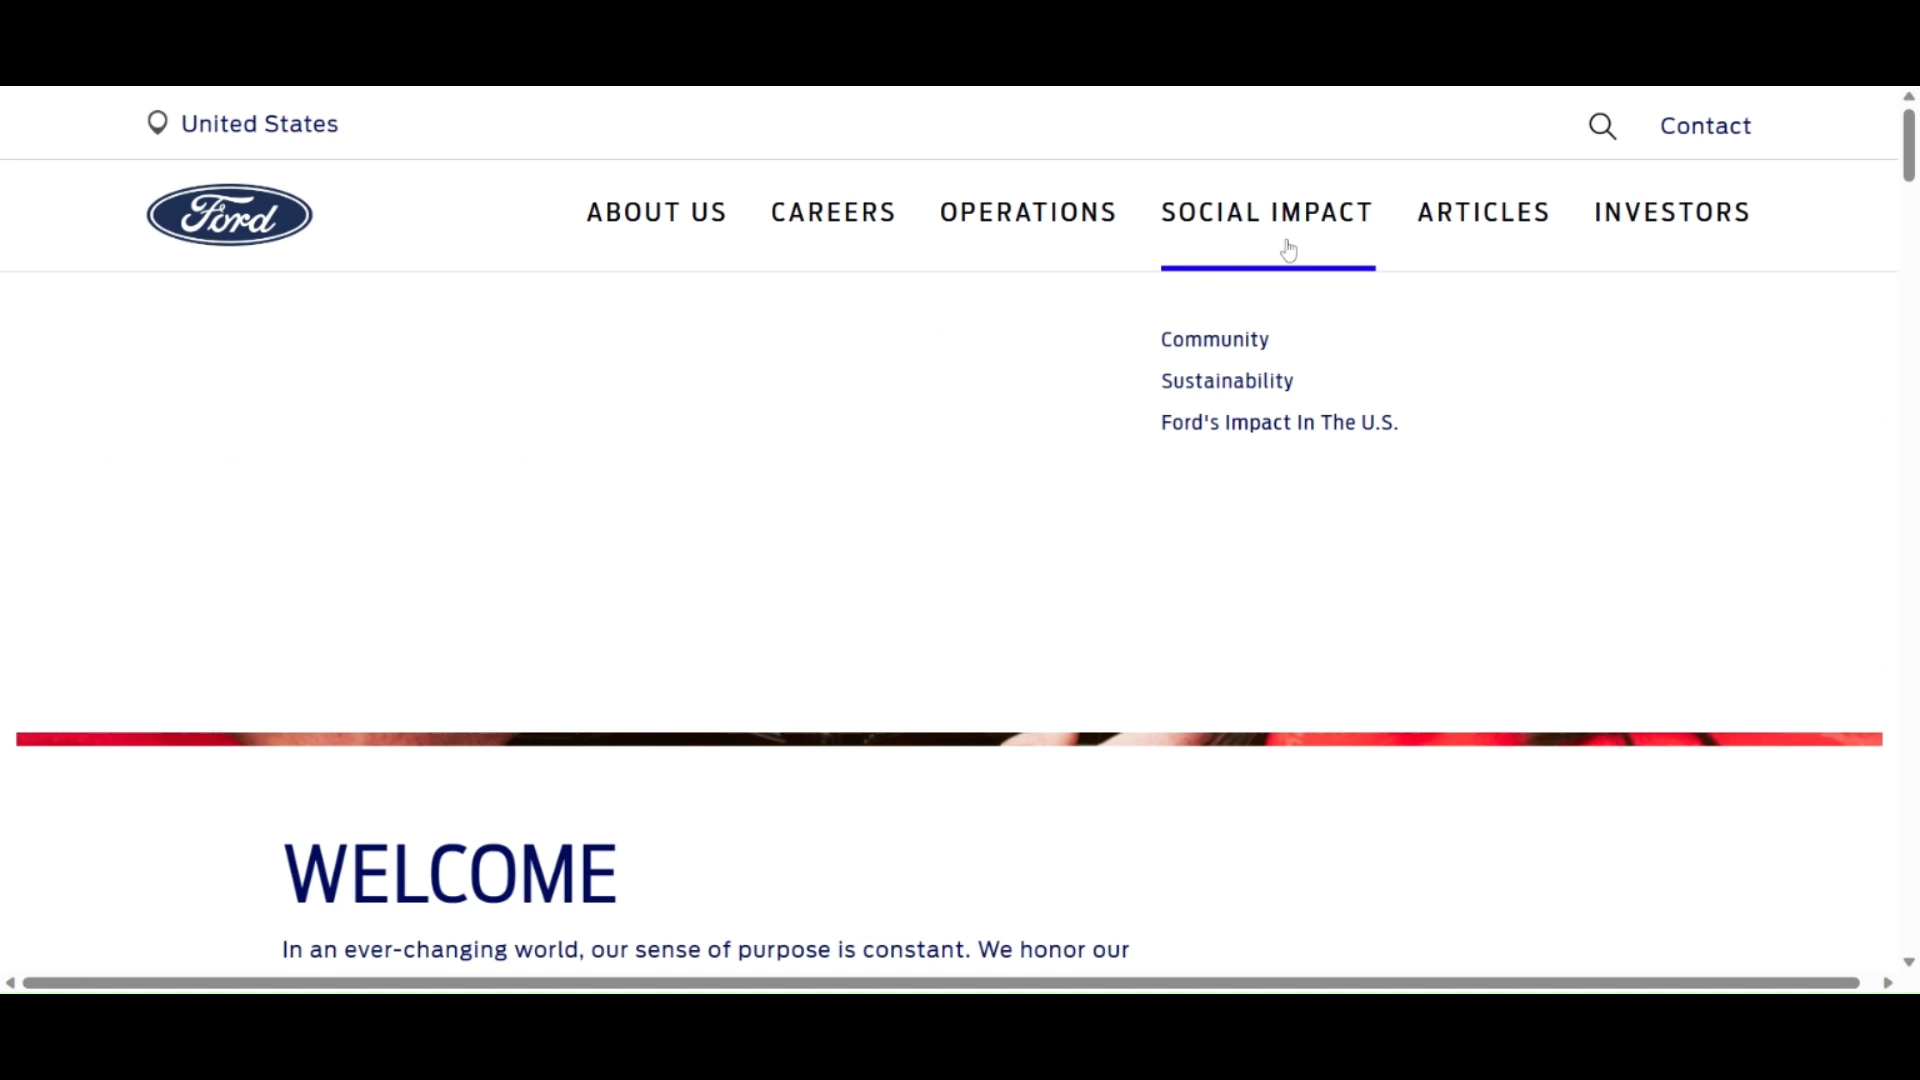 United States
Contact
Ford
ABOUT US
CAREERS
OPERATIONS
SOCIAL IMPACT
ARTICLES
INVESTORS
Community
Sustainability
Ford's Impact In The U.S.
WELCOME
In an ever-changing world, our sense of purpose is constant. We honor our